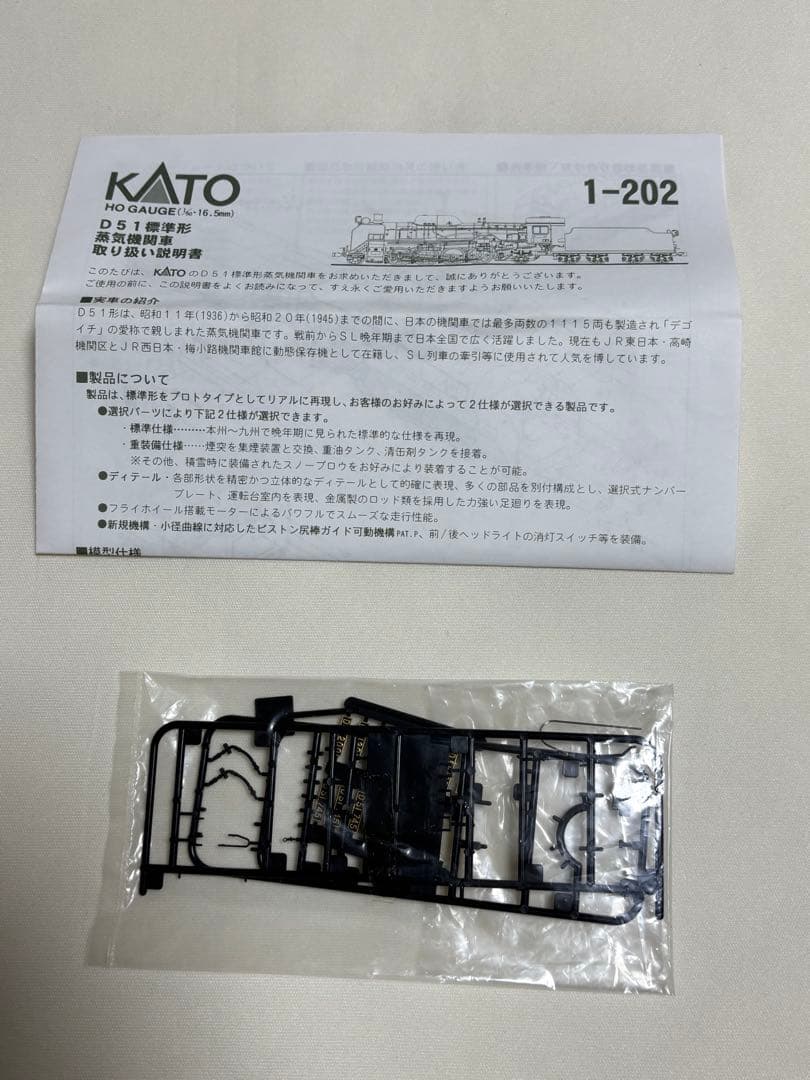 KATO
HO GAUGE(1/80・16.5mm)
1-202
D51標準形
蒸気機関車
取り扱い説明書
このたびは、KATOのD51標準形蒸気機関車をお求めいただきまして、誠にありがとうございます。
ご使用の前に、この説明書をよくお読みになって、すえ永くご愛用いただきますようお願いいたします。
■実車の紹介
D51形は、昭和11年(1936)から昭和20年(1945)までの間に、日本の機関車では最多両数の1115両も製造され「デゴ
イチ」の愛称で親しまれた蒸気機関車です。戦前からSL晩年期まで日本全国で広く活躍しました。現在もJR東日本・高崎
機関区とJR西日本・梅小路機関車館に動態保存機として在籍し、SL列車の牽引等に使用されて人気を博しています。
■製品について
製品は、標準形をプロトタイプとしてリアルに再現し、お客様のお好みによって2仕様が選択できる製品です。
●選択パーツにより下記2仕様が選択できます。
・標準仕様………本州～九州で晩年期に見られた標準的な仕様を再現。
・重装備仕様……煙突を集煙装置と交換、重油タンク、清缶剤タンクを接着。
※その他、積雪時に装備されたスノープロウをお好みにより装着することが可能。
●ディテール・各部形状を精密かつ立体的なディテールとして的確に表現、多くの部品を別付構成とし、選択式ナンバー
プレート、運転台室内を表現、金属製のロッド類を採用した力強い足廻りを表現。
●フライホイール搭載モーターによるパワフルでスムーズな走行性能。
●新規機構・小径曲線に対応したピストン尻棒ガイド可動機構PAT.P、前/後ヘッドライトの消灯スイッチ等を装備。
■模型仕様